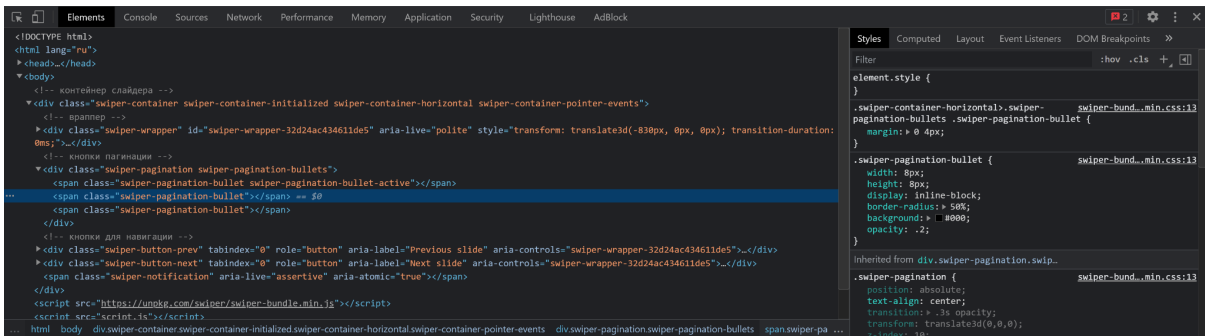 Elements Console Sources Network Performance Memory Application Security Lighthouse AdBlock 2
<!DOCTYPE html>
<html lang="ru">
<head>…</head>
<body>
<!-- контейнер слайдера -->
<div class="swiper-container swiper-container-initialized swiper-container-horizontal swiper-container-pointer-events">
<!-- враппер -->
<div class="swiper-wrapper" id="swiper-wrapper-32d24ac434611de5" aria-live="polite" style="transform: translate3d(-830px, 0px, 0px); transition-duration:
0ms;">…</div>
<!-- кнопки пагинации -->
<div class="swiper-pagination swiper-pagination-bullets">
<span class="swiper-pagination-bullet swiper-pagination-bullet-active"></span>
… <span class="swiper-pagination-bullet"></span> == $0
<span class="swiper-pagination-bullet"></span>
</div>
<!-- кнопки для навигации -->
<div class="swiper-button-prev" tabindex="0" role="button" aria-label="Previous slide" aria-controls="swiper-wrapper-32d24ac434611de5">…</div>
<div class="swiper-button-next" tabindex="0" role="button" aria-label="Next slide" aria-controls="swiper-wrapper-32d24ac434611de5">…</div>
<span class="swiper-notification" aria-live="assertive" aria-atomic="true"></span>
</div>
<script src="https://unpkg.com/swiper/swiper-bundle.min.js"></script>
<script src="script.js"></script>
… html body div.swiper-container.swiper-container-initialized.swiper-container-horizontal.swiper-container-pointer-events div.swiper-pagination.swiper-pagination-bullets span.swiper-pa …
Styles Computed Layout Event Listeners DOM Breakpoints »
Filter :hov .cls +
element.style {
}
.swiper-container-horizontal>.swiper- swiper-bund….min.css:13
pagination-bullets .swiper-pagination-bullet {
margin: 0 4px;
}
.swiper-pagination-bullet { swiper-bund….min.css:13
width: 8px;
height: 8px;
display: inline-block;
border-radius: 50%;
background: #000;
opacity: .2;
}
Inherited from div.swiper-pagination.swip…
.swiper-pagination { swiper-bund….min.css:13
position: absolute;
text-align: center;
transition: .3s opacity;
transform: translate3d(0,0,0);
z-index: 10;